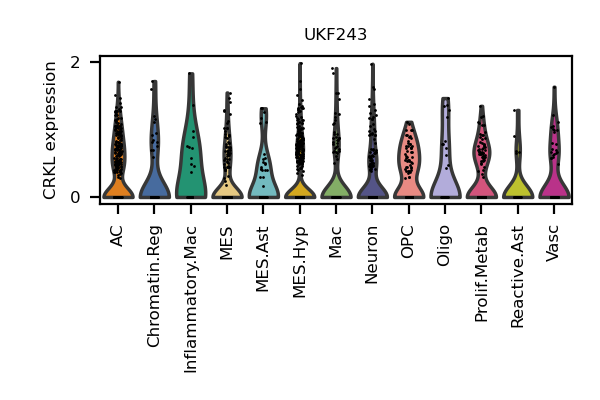 UKF243
CRKL expression
2
0
AC
Chromatin.Reg
Inflammatory.Mac
MES
MES.Ast
MES.Hyp
Mac
Neuron
OPC
Oligo
Prolif.Metab
Reactive.Ast
Vasc